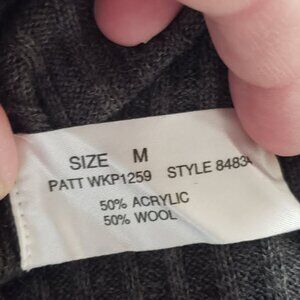 SIZE M
PATT WKP1259 STYLE 8483
50% ACRYLIC
50% WOOL